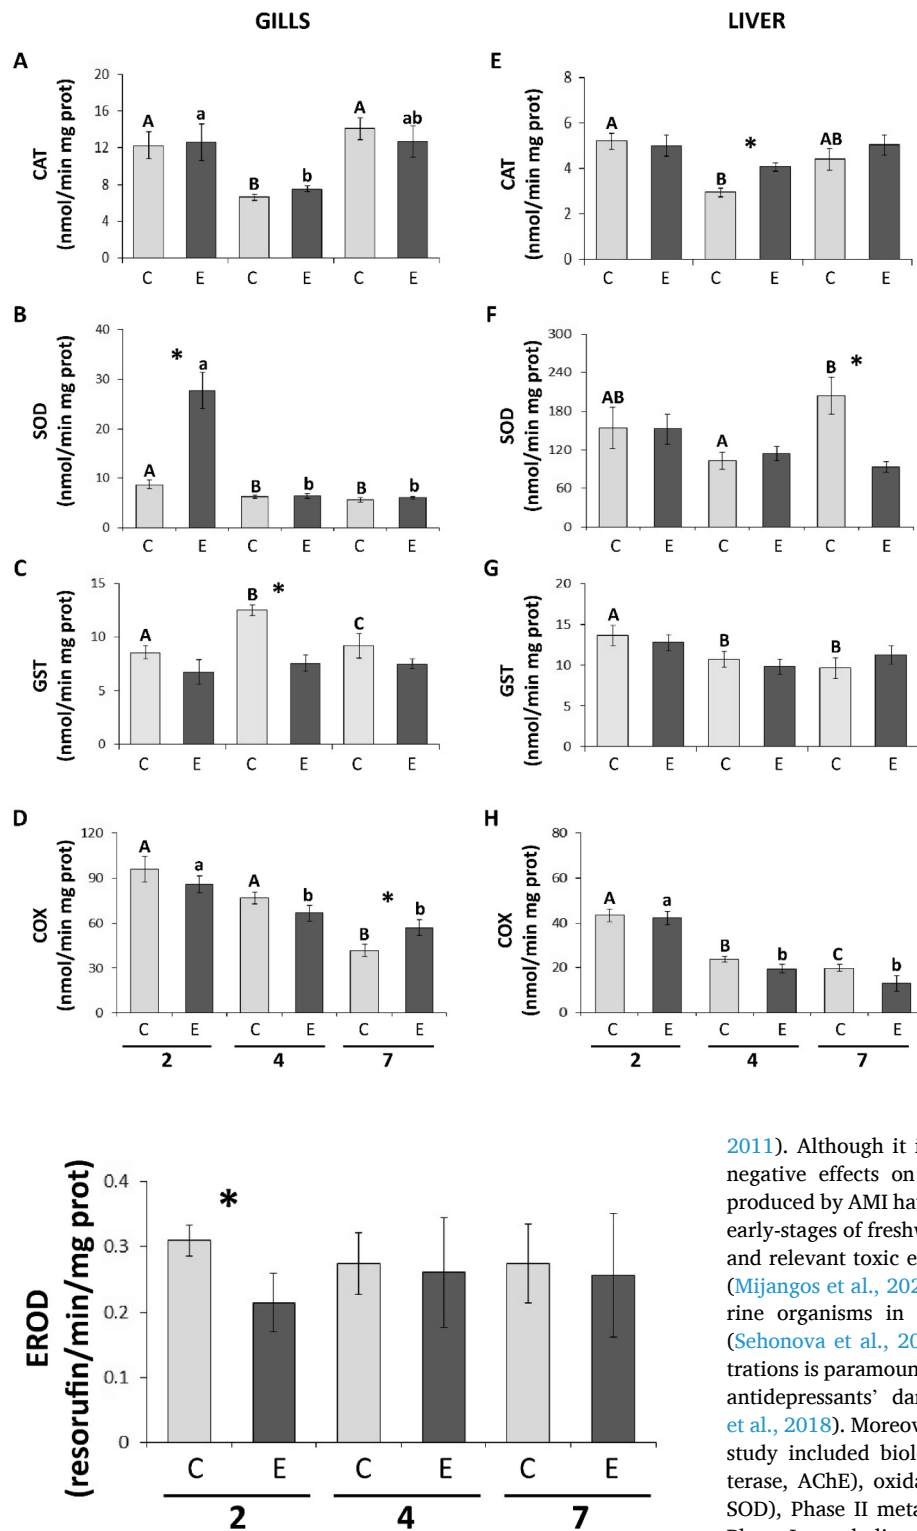 GILLS
LIVER
A
CAT
(nmol/min mg prot)
20
16
12
8
4
0
A
a
B
b
A
ab
C E C E C E
E
CAT
(nmol/min mg prot)
8
6
4
2
0
A
B
*
AB
C E C E C E
B
SOD
(nmol/min mg prot)
40
30
20
10
0
A
*
a
B
b
B
b
C E C E C E
F
SOD
(nmol/min mg prot)
300
240
180
120
60
0
AB
A
B
*
C E C E C E
C
GST
(nmol/min mg prot)
15
10
5
0
A
B
*
C
C E C E C E
G
GST
(nmol/min mg prot)
20
15
10
5
0
A
B
B
C E C E C E
D
COX
(nmol/min mg prot)
120
90
60
30
0
A
a
A
b
B
*
b
C E C E C E
2 4 7
H
COX
(nmol/min mg prot)
80
60
40
20
0
A
a
B
b
C
b
C E C E C E
2 4 7
EROD
(resorufin/min/mg prot)
0.4
0.3
0.2
0.1
0
*
C E C E C E
2 4 7
2011). Although it i
negative effects on
produced by AMI hav
early-stages of freshv
and relevant toxic e
(Mijangos et al., 202
rine organisms in
(Sehonova et al., 20
trations is paramoun
antidepressants' dar
et al., 2018). Moreov
study included biol
terase, AChE), oxida
SOD), Phase II meta